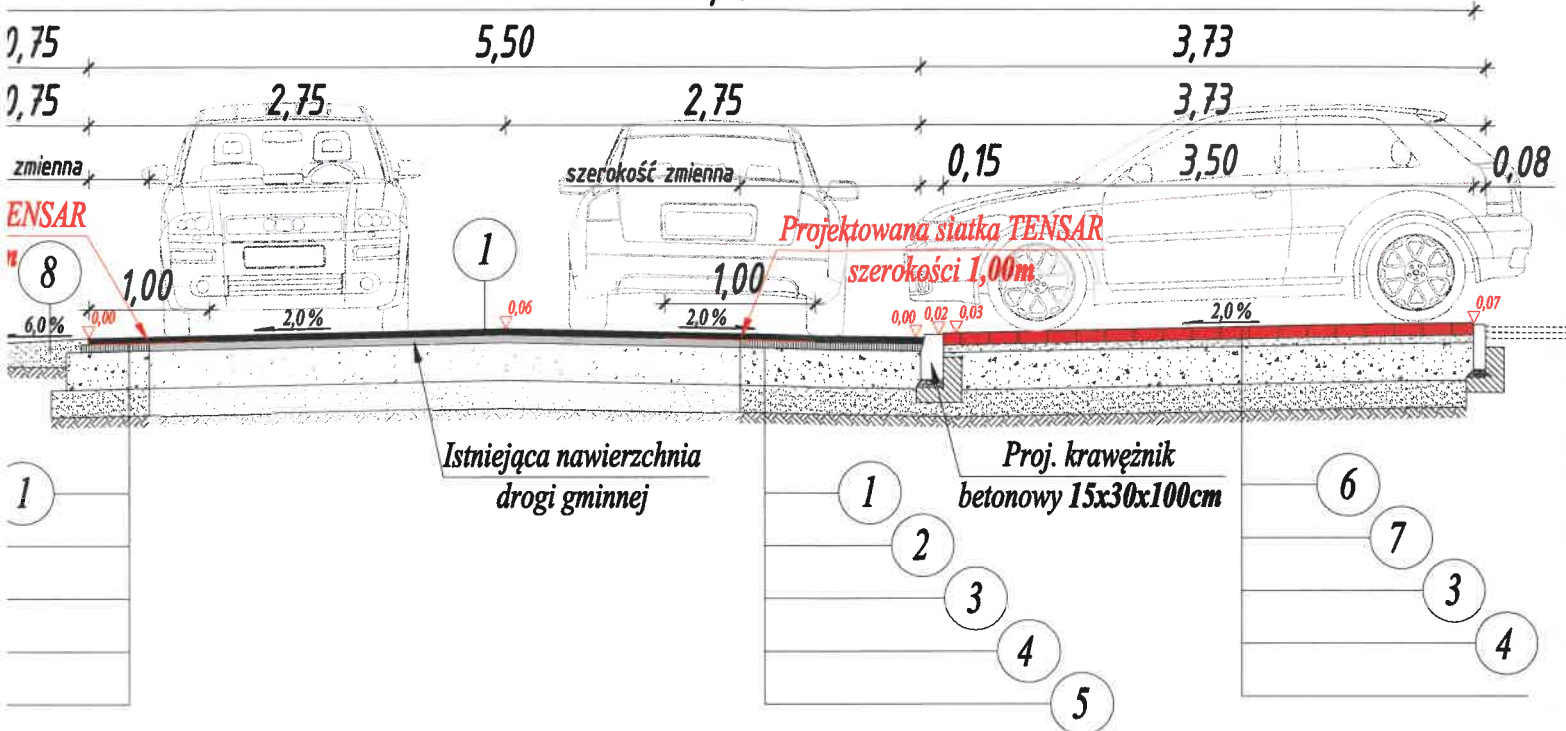 0,75 5,50 3,73
0,75 2,75 2,75 3,73
zmienna szerokość zmienna 0,15 3,50 0,08
ENSAR
Projektowana siatka TENSAR
szerokości 1,00m
8 1
1,00 1,00
6,0% 0,00 2,0% 0,06 2,0% 0,00 0,02 0,03 2,0% 0,07
Istniejąca nawierzchnia
drogi gminnej
Proj. krawężnik
betonowy 15x30x100cm
1 1 6
2 7
3 3
4 4
5